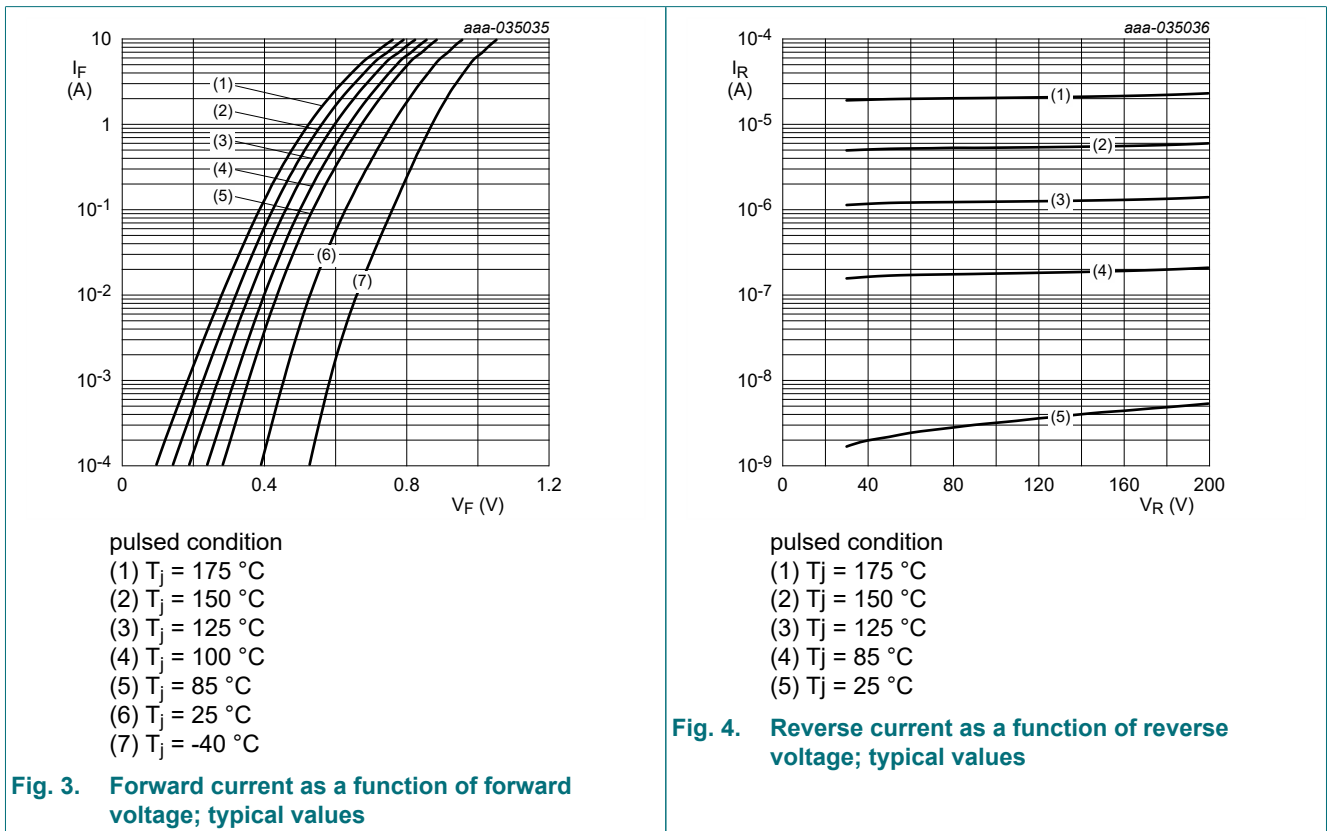 aaa-035035
10
IF
(A)
1
10-1
10-2
10-3
10-4
(1)
(2)
(3)
(4)
(5)
(6)
(7)
0
0.4
0.8
1.2
VF (V)
pulsed condition
(1) Tj = 175 °C
(2) Tj = 150 °C
(3) Tj = 125 °C
(4) Tj = 100 °C
(5) Tj = 85 °C
(6) Tj = 25 °C
(7) Tj = -40 °C
Fig. 3. Forward current as a function of forward
voltage; typical values
aaa-035036
10-4
IR
(A)
10-5
10-6
10-7
10-8
10-9
(1)
(2)
(3)
(4)
(5)
0
40
80
120
160
200
VR (V)
pulsed condition
(1) Tj = 175 °C
(2) Tj = 150 °C
(3) Tj = 125 °C
(4) Tj = 85 °C
(5) Tj = 25 °C
Fig. 4. Reverse current as a function of reverse
voltage; typical values